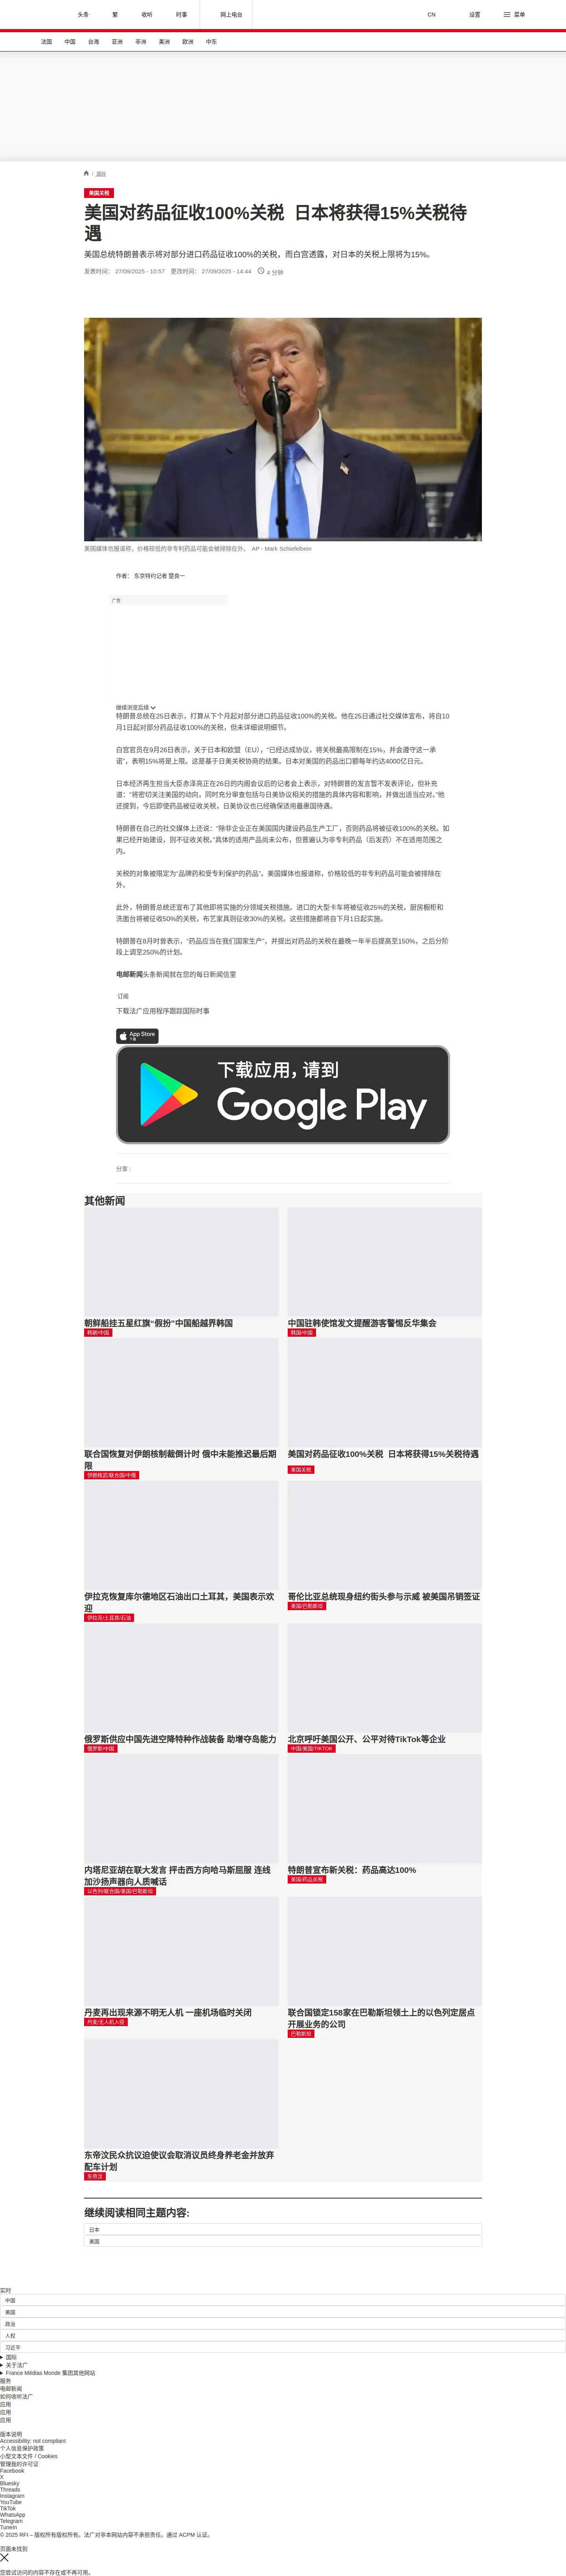 头条
繁
收听
时事
网上电台
CN
设置
菜单
法国
中国
台海
亚洲
非洲
美洲
欧洲
中东
/ 国际
美国关税
美国对药品征收100%关税  日本将获得15%关税待
遇
美国总统特朗普表示将对部分进口药品征收100%的关税，而白宫透露，对日本的关税上限将为15%。
发表时间： 27/09/2025 - 10:57 更改时间： 27/09/2025 - 14:44 4 分钟
美国媒体也报道称，价格较低的非专利药品可能会被排除在外。 AP - Mark Schiefelbein
作者： 东京特约记者 楚良一
广告
继续浏览后续
特朗普总统在25日表示，打算从下个月起对部分进口药品征收100%的关税。他在25日通过社交媒体宣布，将自10
月1日起对部分药品征收100%的关税，但未详细说明细节。
白宫官员在9月26日表示，关于日本和欧盟（EU），“已经达成协议，将关税最高限制在15%，并会遵守这一承
诺”，表明15%将是上限。这是基于日美关税协商的结果。日本对美国的药品出口额每年约达4000亿日元。
日本经济再生担当大臣赤泽亮正在26日的内阁会议后的记者会上表示，对特朗普的发言暂不发表评论，但补充
道：“将密切关注美国的动向，同时充分审查包括与日美协议相关的措施的具体内容和影响，并做出适当应对。”他
还提到，今后即使药品被征收关税，日美协议也已经确保适用最惠国待遇。
特朗普在自己的社交媒体上还说：“除非企业正在美国国内建设药品生产工厂，否则药品将被征收100%的关税。如
果已经开始建设，则不征收关税。”具体的适用产品尚未公布，但普遍认为非专利药品（后发药）不在适用范围之
内。
关税的对象被限定为“品牌药和受专利保护的药品”。美国媒体也报道称，价格较低的非专利药品可能会被排除在
外。
此外，特朗普总统还宣布了其他即将实施的分领域关税措施。进口的大型卡车将被征收25%的关税，厨房橱柜和
洗面台将被征收50%的关税，布艺家具则征收30%的关税。这些措施都将自下月1日起实施。
特朗普在8月时曾表示，“药品应当在我们国家生产”，并提出对药品的关税在最晚一年半后提高至150%，之后分阶
段上调至250%的计划。
电邮新闻头条新闻就在您的每日新闻信里
订阅
下载法广应用程序跟踪国际时事
App Store
下载
下载应用，请到
Google Play
分享 :
其他新闻
朝鲜船挂五星红旗“假扮”中国船越界韩国
韩朝/中国
中国驻韩使馆发文提醒游客警惕反华集会
韩国/中国
联合国恢复对伊朗核制裁倒计时 俄中未能推迟最后期
限
伊朗核武/联合国/中俄
美国对药品征收100%关税  日本将获得15%关税待遇
美国关税
伊拉克恢复库尔德地区石油出口土耳其，美国表示欢
迎
伊拉克/土耳其/石油
哥伦比亚总统现身纽约街头参与示威 被美国吊销签证
美国/巴勒斯坦
俄罗斯供应中国先进空降特种作战装备 助增夺岛能力
俄罗斯/中国
北京呼吁美国公开、公平对待TikTok等企业
中国/美国/TIKTOK
内塔尼亚胡在联大发言 抨击西方向哈马斯屈服 连线
加沙扬声器向人质喊话
以色列/联合国/美国/巴勒斯坦
特朗普宣布新关税：药品高达100%
美国/药品关税
丹麦再出现来源不明无人机 一座机场临时关闭
丹麦/无人机入侵
联合国锁定158家在巴勒斯坦领土上的以色列定居点
开展业务的公司
巴勒斯坦
东帝汶民众抗议迫使议会取消议员终身养老金并放弃
配车计划
东帝汶
继续阅读相同主题内容:
日本
美国
实时
中国
美国
政治
人权
习近平
国际
关于法广
France Médias Monde 集团其他网站
服务
电邮新闻
如何收听法广
应用
应用
应用
版本说明
Accessibility: not compliant
个人信息保护政策
小型文本文件 / Cookies
管理我的许可证
Facebook
X
Bluesky
Threads
Instagram
YouTube
TikTok
WhatsApp
Telegram
TuneIn
© 2025 RFI – 版权所有版权所有。法广对非本网站内容不承担责任。通过 ACPM 认证。
页面未找到
您尝试访问的内容不存在或不再可用。